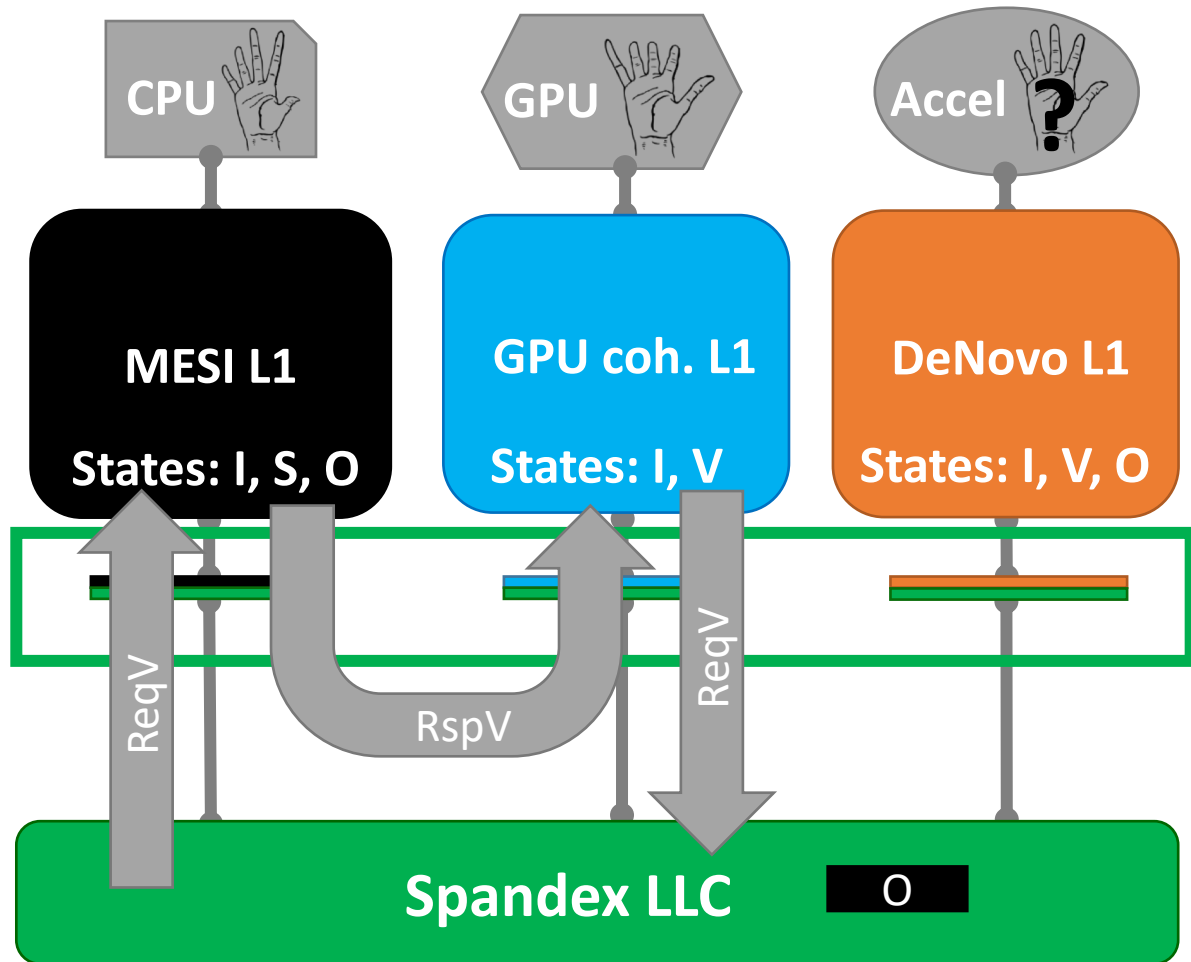 CPU
GPU
Accel ?
MESI L1
States: I, S, O
GPU coh. L1
States: I, V
DeNovo L1
States: I, V, O
ReqV
RspV
ReqV
Spandex LLC
O